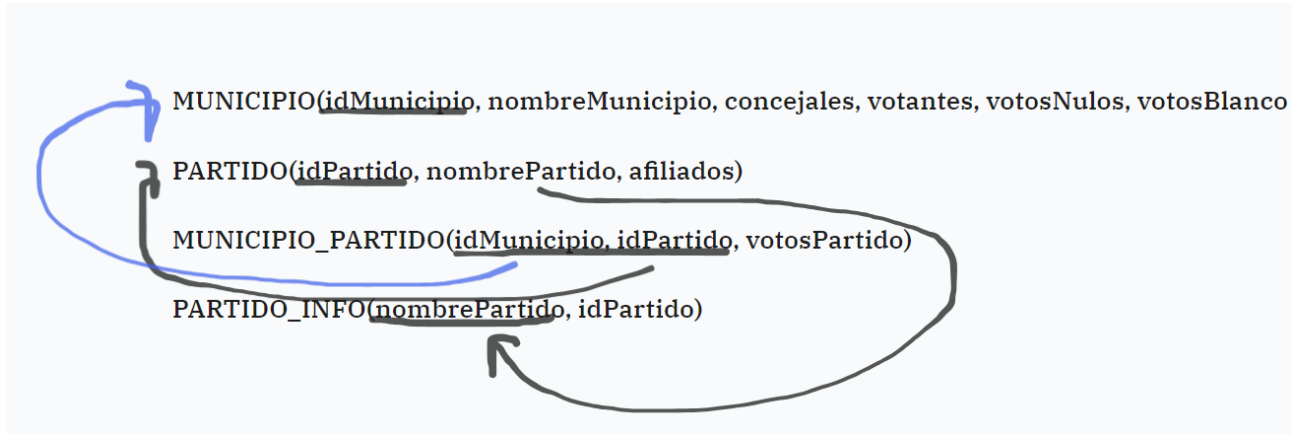 MUNICIPIO(idMunicipio, nombreMunicipio, concejales, votantes, votosNulos, votosBlanco
PARTIDO(idPartido, nombrePartido, afiliados)
MUNICIPIO_PARTIDO(idMunicipio, idPartido, votosPartido)
PARTIDO_INFO(nombrePartido, idPartido)